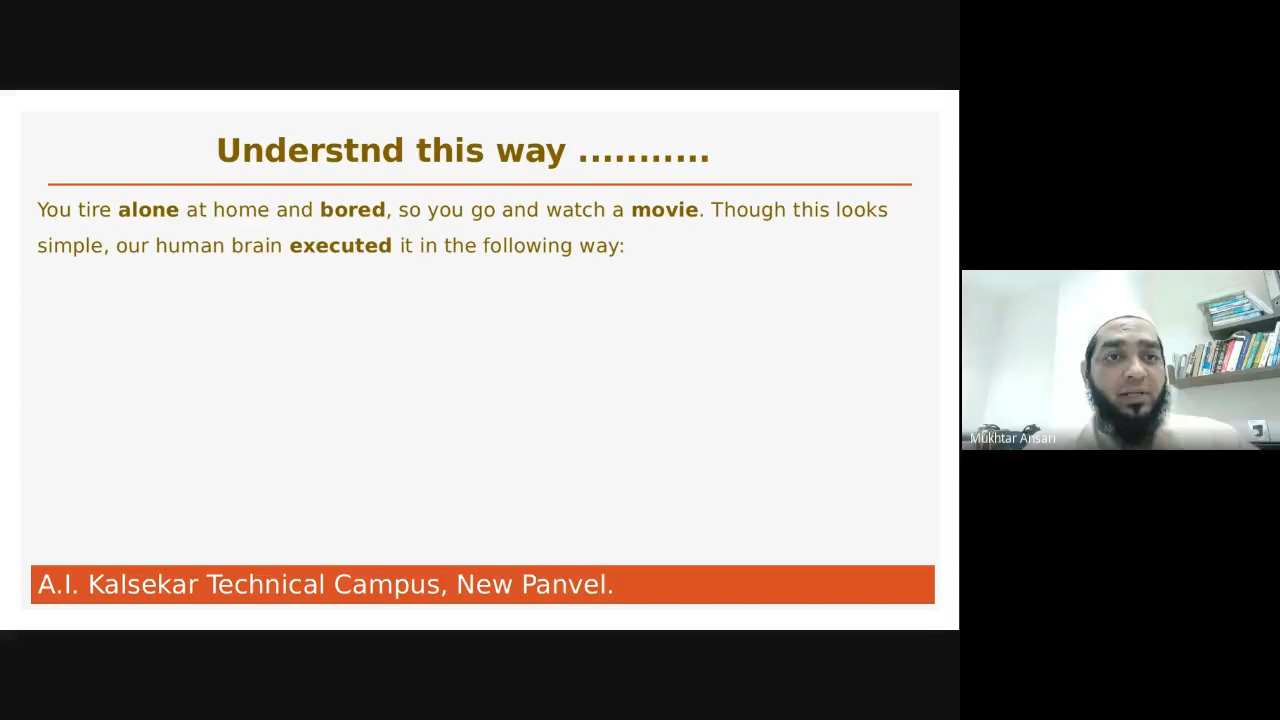 Understnd this way ...........
You tire alone at home and bored, so you go and watch a movie. Though this looks
simple, our human brain executed it in the following way:
A.I. Kalsekar Technical Campus, New Panvel.
Mukhtar Ansari